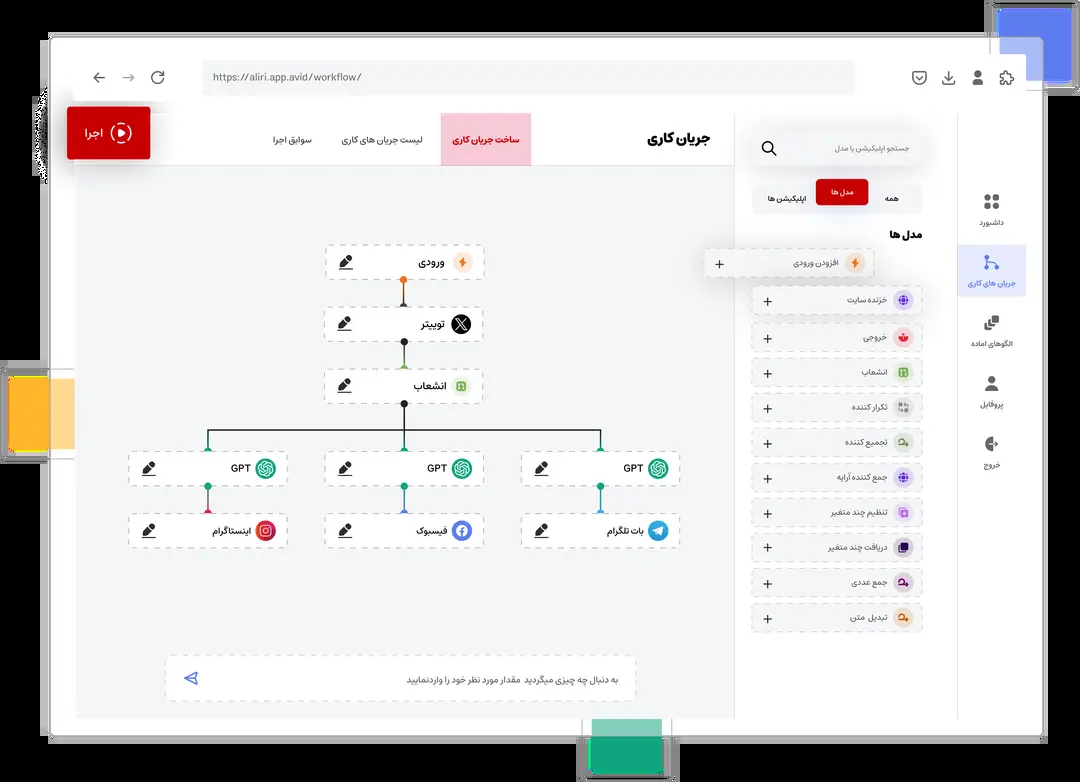 https://aliri.app.avid/workflow/
اجرا
جریان کاری
ساخت جریان کاری
لیست جریان های کاری
سوابق اجرا
جستجو اپلیکیشن یا مدل
همه
مدل ها
اپلیکیشن ها
مدل ها
افزودن ورودی
خزنده سایت
خروجی
انشعاب
تکرار کننده
تجمیع کننده
جمع کننده آرایه
تنظیم چند متغیر
دریافت چند متغیر
جمع عددی
تبدیل متن
داشبورد
جریان های کاری
الگوهای اماده
پروفایل
خروج
ورودی
توییتر
انشعاب
GPT
GPT
GPT
بات تلگرام
فیسبوک
اینستاگرام
به دنبال چه چیزی میگردید مقدار مورد نظر خود را واردنمایید